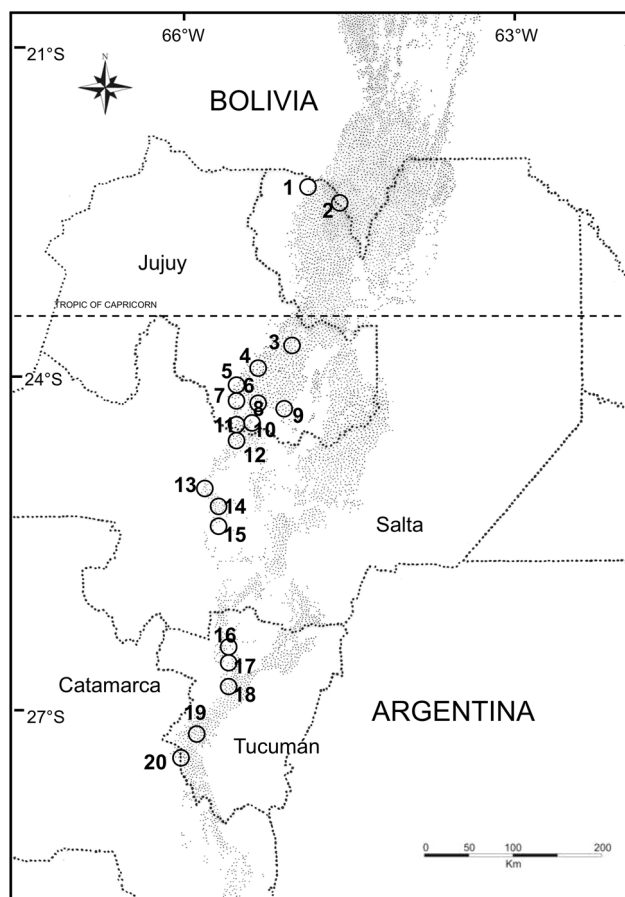 66°W 63°W
21°S
N
BOLIVIA
1
2
Jujuy
TROPIC OF CAPRICORN
3
4
24°S
5 6
7 8 9
11 10
12
13
14
Salta
15
16
17
Catamarca
18
27°S
19
ARGENTINA
Tucumán
20
0 50 100 200
Km